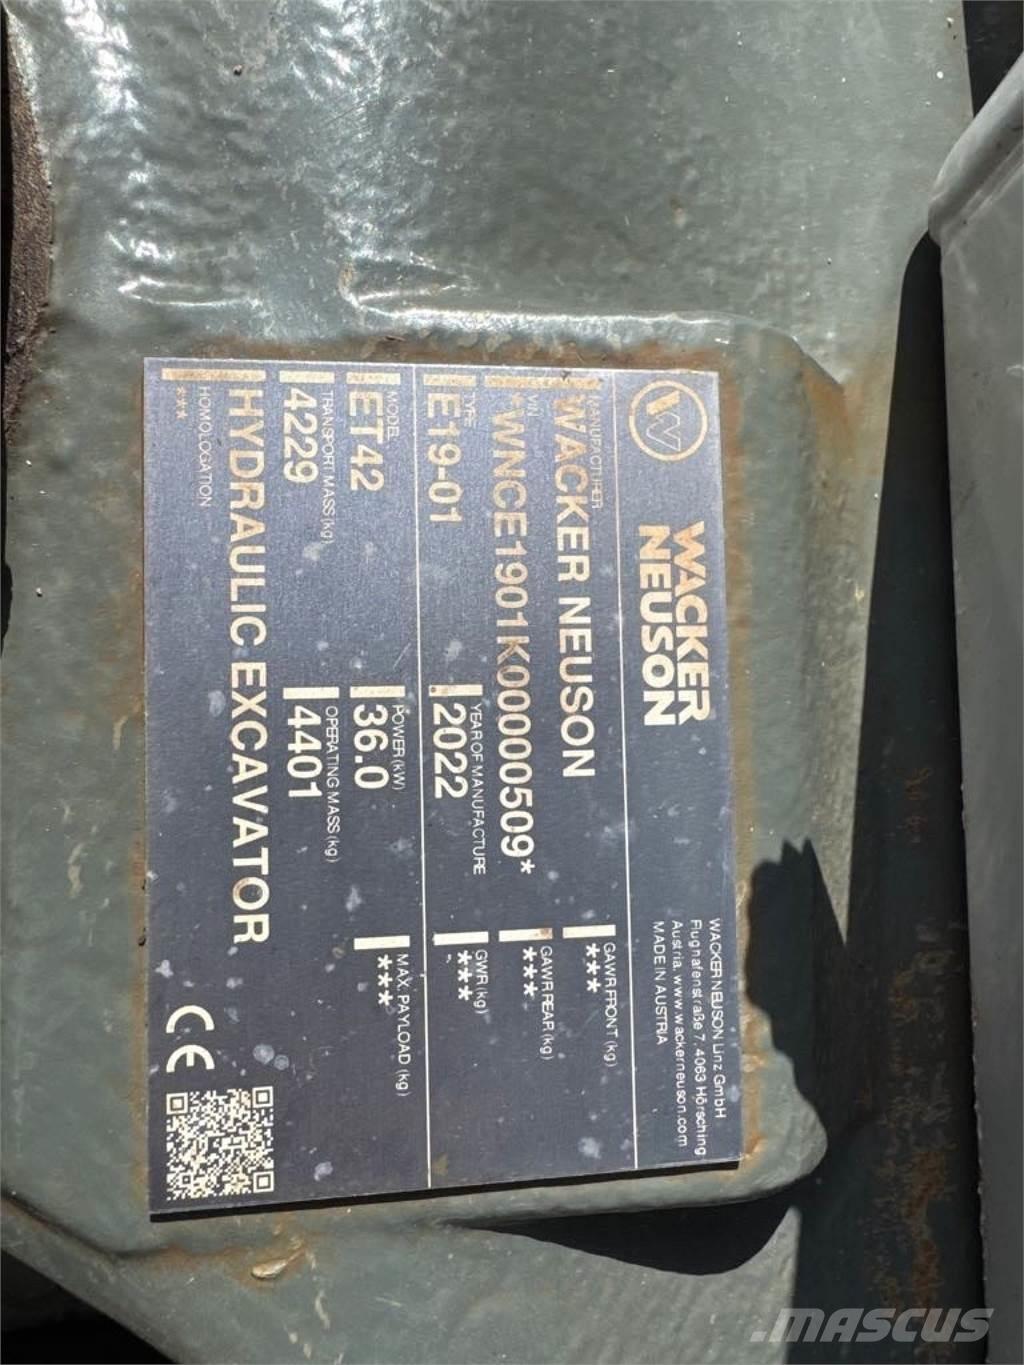 WACKER
NEUSON
WACKER NEUSON Linz GmbH
Flughafenstraße 7, 4063 Hörsching
Austria, www.wackerneuson.com
MADE IN AUSTRIA
MANUFACTURER
WACKER NEUSON
GAWR FRONT (kg)
***
VIN
*WNCE1901K00000509*
GAWR REAR (kg)
***
TYPE
E19-01
YEAR OF MANUFACTURE
2022
GWR (kg)
***
MODEL
ET42
POWER (kW)
36.0
MAX. PAYLOAD (kg)
***
TRANSPORT MASS (kg)
4229
OPERATING MASS (kg)
4401
HYDRAULIC EXCAVATOR
HOMOLOGATION
***
CE
MASCUS